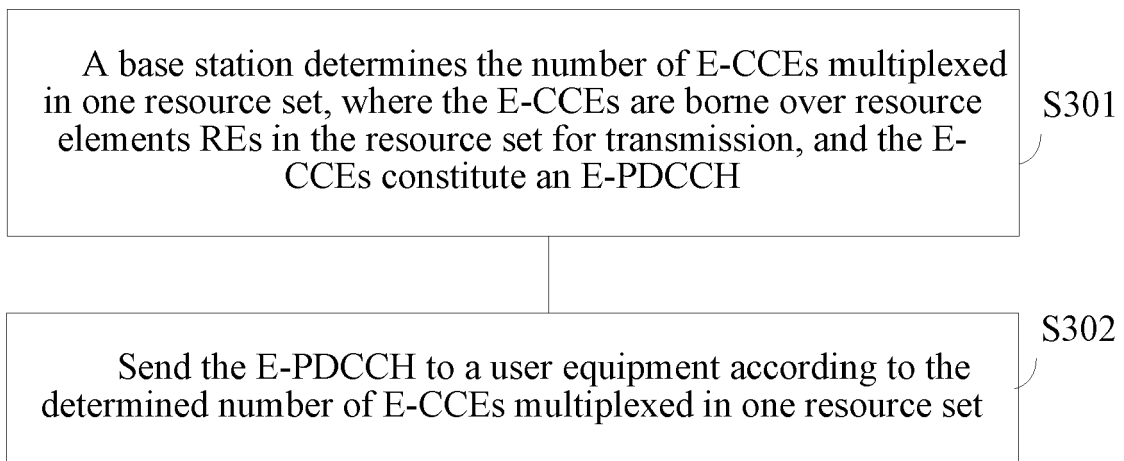 A base station determines the number of E-CCEs multiplexed
in one resource set, where the E-CCEs are borne over resource
elements REs in the resource set for transmission, and the E-
CCEs constitute an E-PDCCH
S301
Send the E-PDCCH to a user equipment according to the
determined number of E-CCEs multiplexed in one resource set
S302